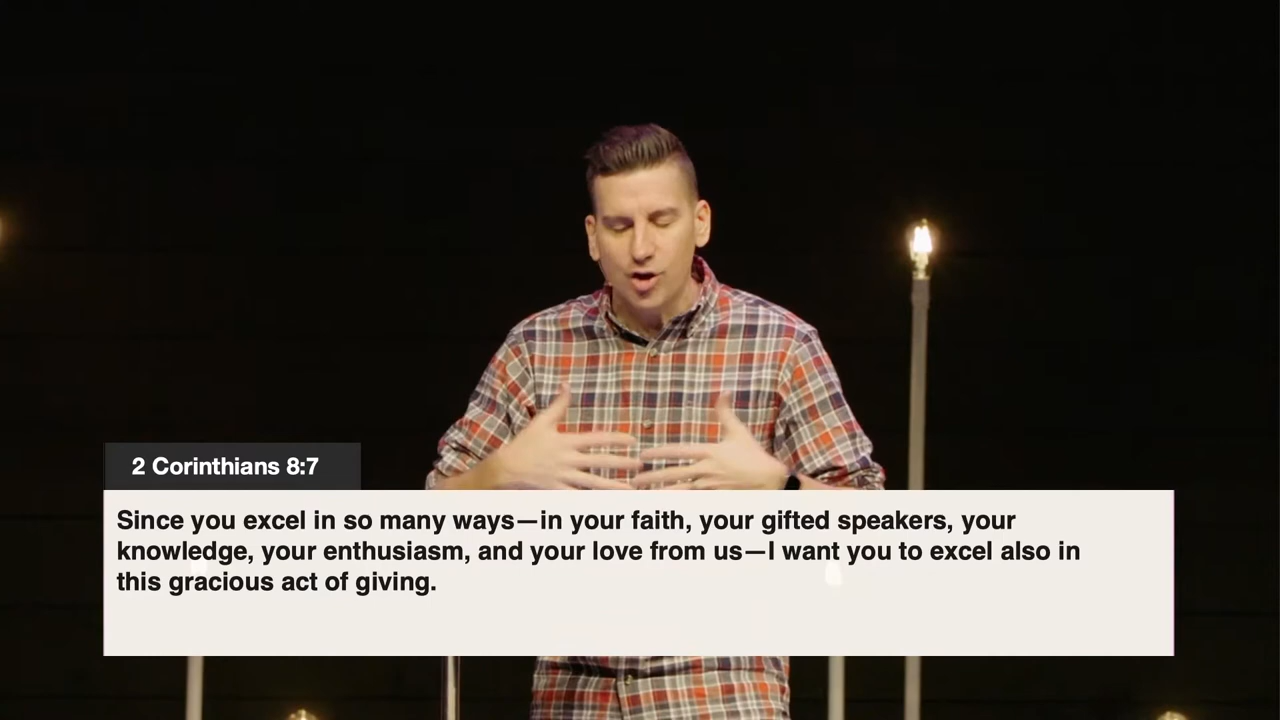 2 Corinthians 8:7
Since you excel in so many ways—in your faith, your gifted speakers, your
knowledge, your enthusiasm, and your love from us—I want you to excel also in
this gracious act of giving.